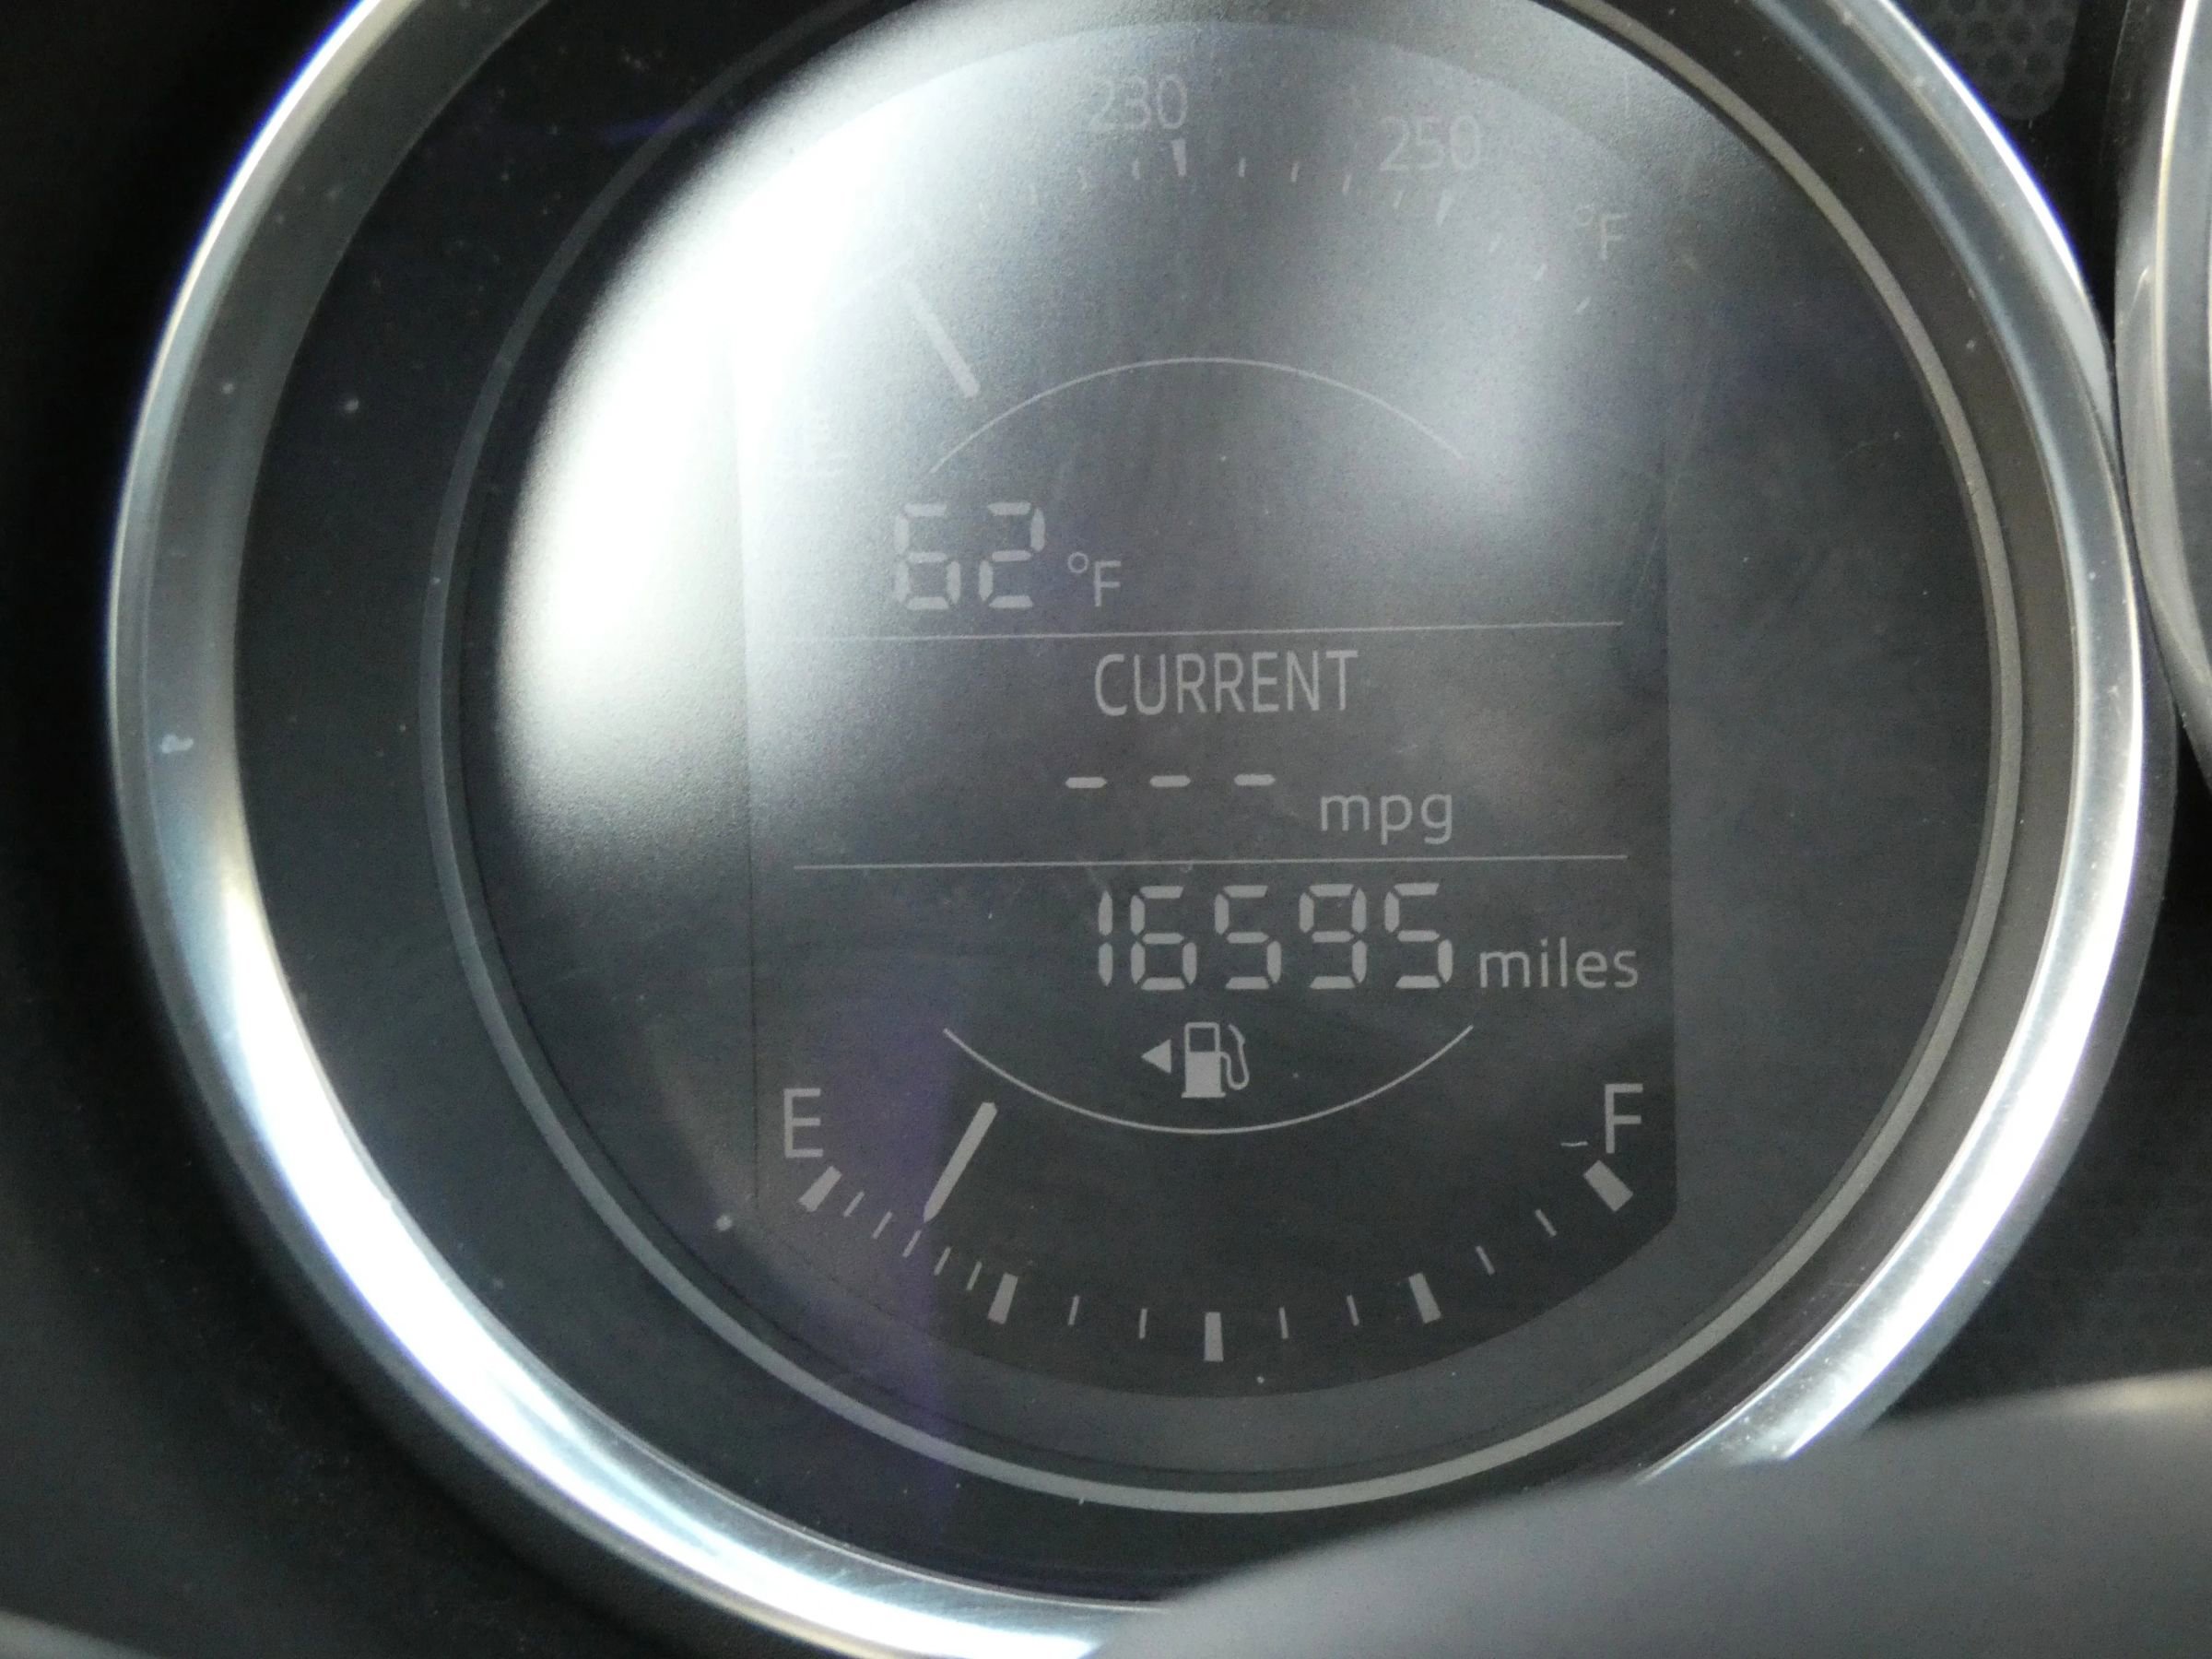 230
250
°F
62 °F
CURRENT
--- mpg
16595 miles
E F